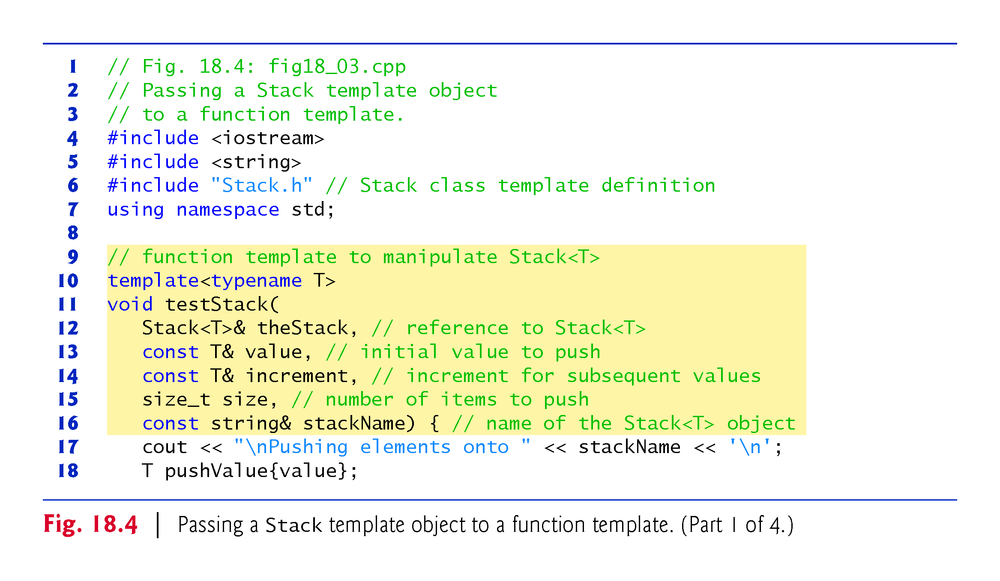 1 // Fig. 18.4: fig18_03.cpp
2 // Passing a Stack template object
3 // to a function template.
4 #include <iostream>
5 #include <string>
6 #include "Stack.h" // Stack class template definition
7 using namespace std;
8
9 // function template to manipulate Stack<T>
10 template<typename T>
11 void testStack(
12    Stack<T>& theStack, // reference to Stack<T>
13    const T& value, // initial value to push
14    const T& increment, // increment for subsequent values
15    size_t size, // number of items to push
16    const string& stackName) { // name of the Stack<T> object
17    cout << "\nPushing elements onto " << stackName << '\n';
18    T pushValue{value};
Fig. 18.4 | Passing a Stack template object to a function template. (Part 1 of 4.)